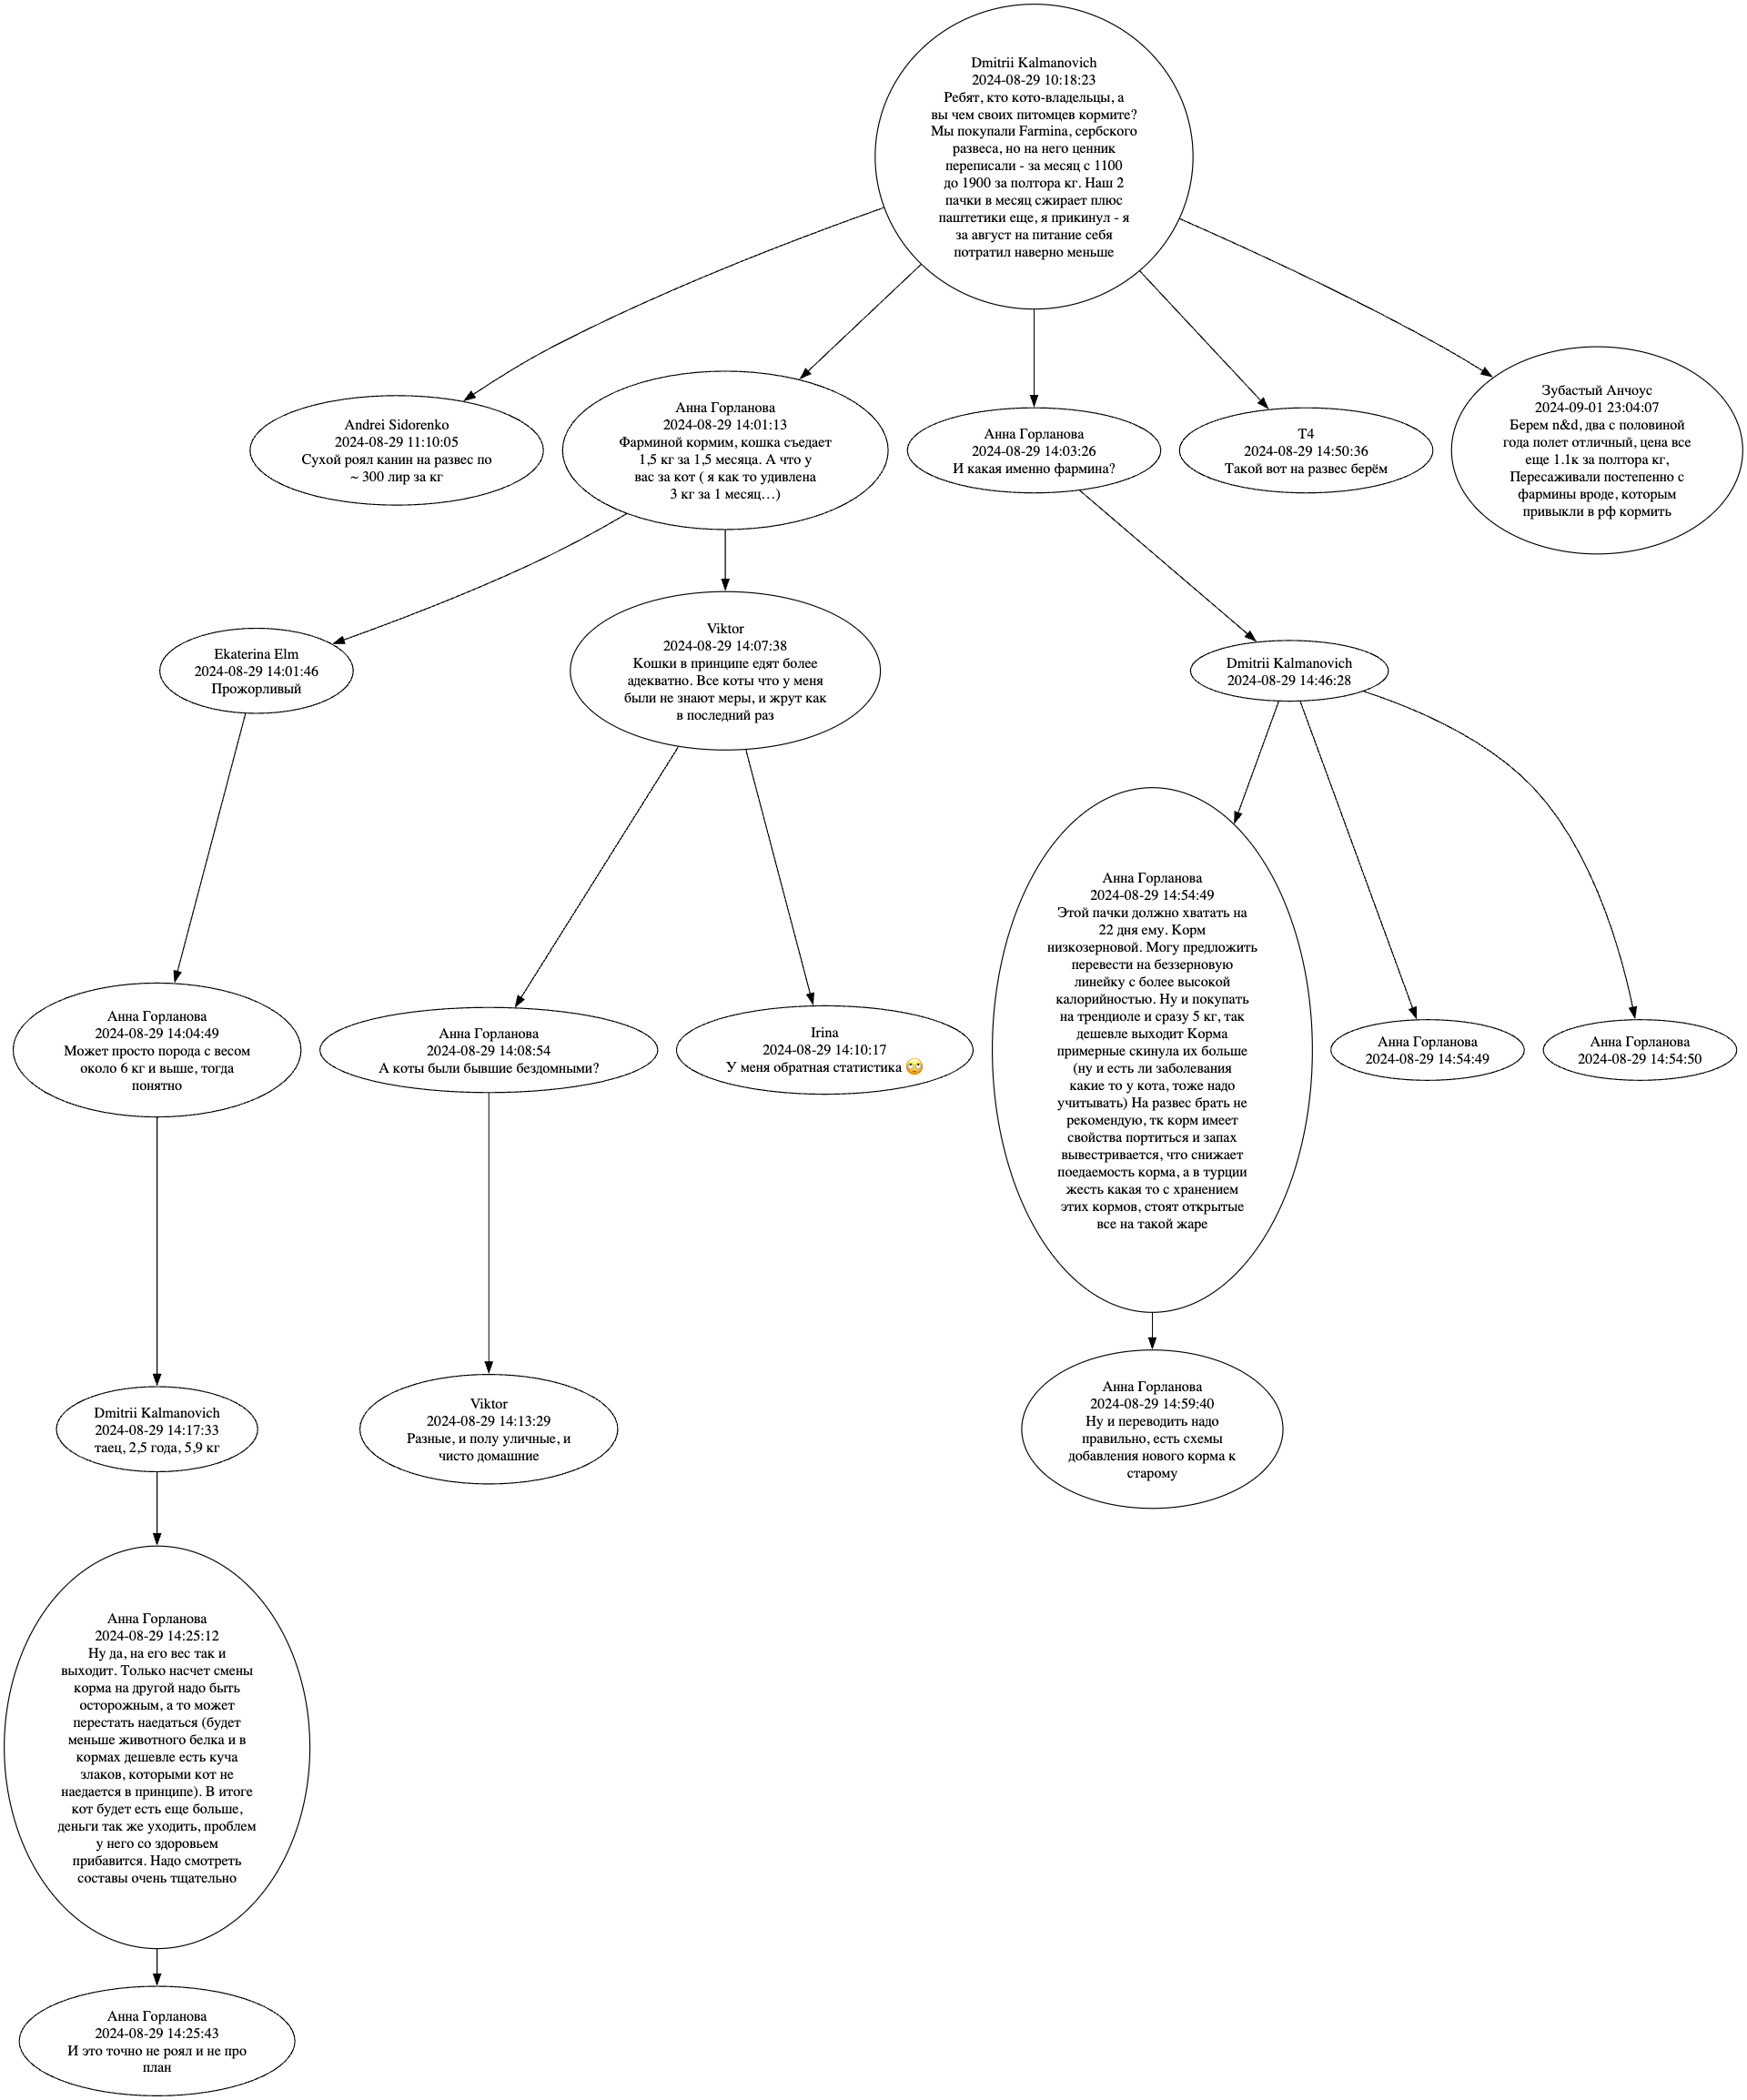 Dmitrii Kalmanovich
2024-08-29 10:18:23
Ребят, кто кото-владельцы, а
вы чем своих питомцев кормите?
Мы покупали Farmina, сербского
развеса, но на него ценник
переписали - за месяц с 1100
до 1900 за полтора кг. Наш 2
пачки в месяц сжирает плюс
паштетики еще, я прикинул - я
за август на питание себя
потратил наверно меньше
Andrei Sidorenko
2024-08-29 11:10:05
Сухой роял канин на развес по
~ 300 лир за кг
Анна Горланова
2024-08-29 14:01:13
Фарминой кормим, кошка съедает
1,5 кг за 1,5 месяца. А что у
вас за кот ( я как то удивлена
3 кг за 1 месяц…)
Анна Горланова
2024-08-29 14:03:26
И какая именно фармина?
T4
2024-08-29 14:50:36
Такой вот на развес берём
Зубастый Анчоус
2024-09-01 23:04:07
Берем n&d, два с половиной
года полет отличный, цена все
еще 1.1к за полтора кг,
Пересаживали постепенно с
фармины вроде, которым
привыкли в рф кормить
Ekaterina Elm
2024-08-29 14:01:46
Прожорливый
Viktor
2024-08-29 14:07:38
Кошки в принципе едят более
адекватно. Все коты что у меня
были не знают меры, и жрут как
в последний раз
Dmitrii Kalmanovich
2024-08-29 14:46:28
Анна Горланова
2024-08-29 14:04:49
Может просто порода с весом
около 6 кг и выше, тогда
понятно
Анна Горланова
2024-08-29 14:08:54
А коты были бывшие бездомными?
Irina
2024-08-29 14:10:17
У меня обратная статистика 🙄
Анна Горланова
2024-08-29 14:54:49
Этой пачки должно хватать на
22 дня ему. Корм
низкозерновой. Могу предложить
перевести на беззерновую
линейку с более высокой
калорийностью. Ну и покупать
на трендиоле и сразу 5 кг, так
дешевле выходит Корма
примерные скинула их больше
(ну и есть ли заболевания
какие то у кота, тоже надо
учитывать) На развес брать не
рекомендую, тк корм имеет
свойства портиться и запах
вывестривается, что снижает
поедаемость корма, а в турции
жесть какая то с хранением
этих кормов, стоят открытые
все на такой жаре
Анна Горланова
2024-08-29 14:54:49
Анна Горланова
2024-08-29 14:54:50
Dmitrii Kalmanovich
2024-08-29 14:17:33
таец, 2,5 года, 5,9 кг
Viktor
2024-08-29 14:13:29
Разные, и полу уличные, и
чисто домашние
Анна Горланова
2024-08-29 14:59:40
Ну и переводить надо
правильно, есть схемы
добавления нового корма к
старому
Анна Горланова
2024-08-29 14:25:12
Ну да, на его вес так и
выходит. Только насчет смены
корма на другой надо быть
осторожным, а то может
перестать наедаться (будет
меньше животного белка и в
кормах дешевле есть куча
злаков, которыми кот не
наедается в принципе). В итоге
кот будет есть еще больше,
деньги так же уходить, проблем
у него со здоровьем
прибавится. Надо смотреть
составы очень тщательно
Анна Горланова
2024-08-29 14:25:43
И это точно не роял и не про
план